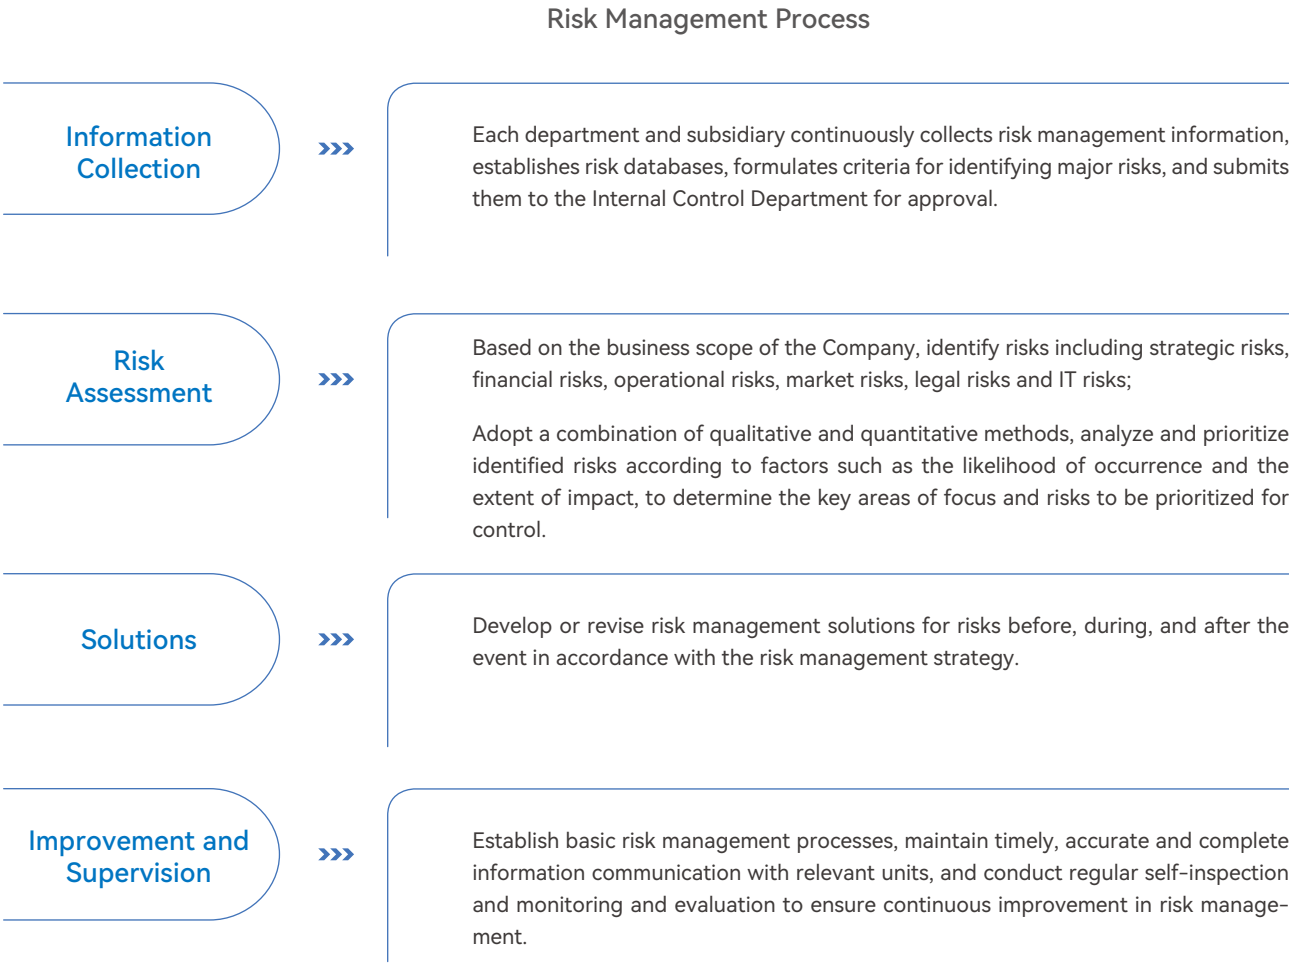 Risk Management Process
Information
Collection
Each department and subsidiary continuously collects risk management information,
establishes risk databases, formulates criteria for identifying major risks, and submits
them to the Internal Control Department for approval.
Risk
Assessment
Based on the business scope of the Company, identify risks including strategic risks,
financial risks, operational risks, market risks, legal risks and IT risks;
Adopt a combination of qualitative and quantitative methods, analyze and prioritize
identified risks according to factors such as the likelihood of occurrence and the
extent of impact, to determine the key areas of focus and risks to be prioritized for
control.
Solutions
Develop or revise risk management solutions for risks before, during, and after the
event in accordance with the risk management strategy.
Improvement and
Supervision
Establish basic risk management processes, maintain timely, accurate and complete
information communication with relevant units, and conduct regular self-inspection
and monitoring and evaluation to ensure continuous improvement in risk manage-
ment.